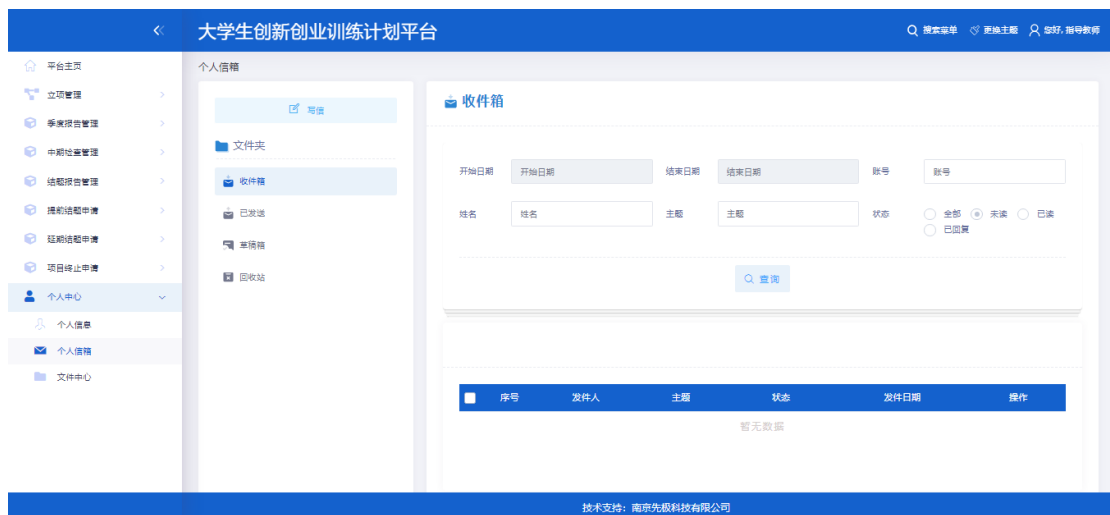 大学生创新创业训练计划平台
搜索菜单 更换主题 您好, 指导教师
平台主页
立项管理
季度报告管理
中期检查管理
结题报告管理
提前结题申请
延期结题申请
项目终止申请
个人中心
个人信息
个人信箱
文件中心
个人信箱
写信
文件夹
收件箱
已发送
草稿箱
回收站
收件箱
开始日期 开始日期 结束日期 结束日期 账号 账号
姓名 姓名 主题 主题 状态 全部 未读 已读
已回复
查询
序号 发件人 主题 状态 发件日期 操作
暂无数据
技术支持：南京先极科技有限公司